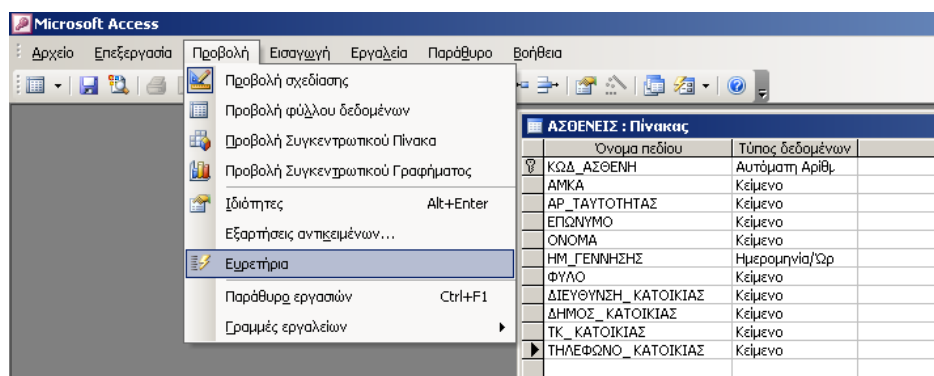 Microsoft Access
Αρχείο Επεξεργασία Προβολή Εισαγωγή Εργαλεία Παράθυρο Βοήθεια
Προβολή σχεδίασης
Προβολή φύλλου δεδομένων
Προβολή Συγκεντρωτικού Πίνακα
Προβολή Συγκεντρωτικού Γραφήματος
Ιδιότητες Alt+Enter
Εξαρτήσεις αντικειμένων...
Ευρετήρια
Παράθυρο εργασιών Ctrl+F1
Γραμμές εργαλείων
ΑΣΘΕΝΕΙΣ : Πίνακας
Όνομα πεδίου Τύπος δεδομένων
ΚΩΔ_ΑΣΘΕΝΗ Αυτόματη Αρίθμ
ΑΜΚΑ Κείμενο
ΑΡ_ΤΑΥΤΟΤΗΤΑΣ Κείμενο
ΕΠΩΝΥΜΟ Κείμενο
ΟΝΟΜΑ Κείμενο
ΗΜ_ΓΕΝΝΗΣΗΣ Ημερομηνία/Ώρ
ΦΥΛΟ Κείμενο
ΔΙΕΥΘΥΝΣΗ_ΚΑΤΟΙΚΙΑΣ Κείμενο
ΔΗΜΟΣ_ΚΑΤΟΙΚΙΑΣ Κείμενο
ΤΚ_ΚΑΤΟΙΚΙΑΣ Κείμενο
ΤΗΛΕΦΩΝΟ_ΚΑΤΟΙΚΙΑΣ Κείμενο